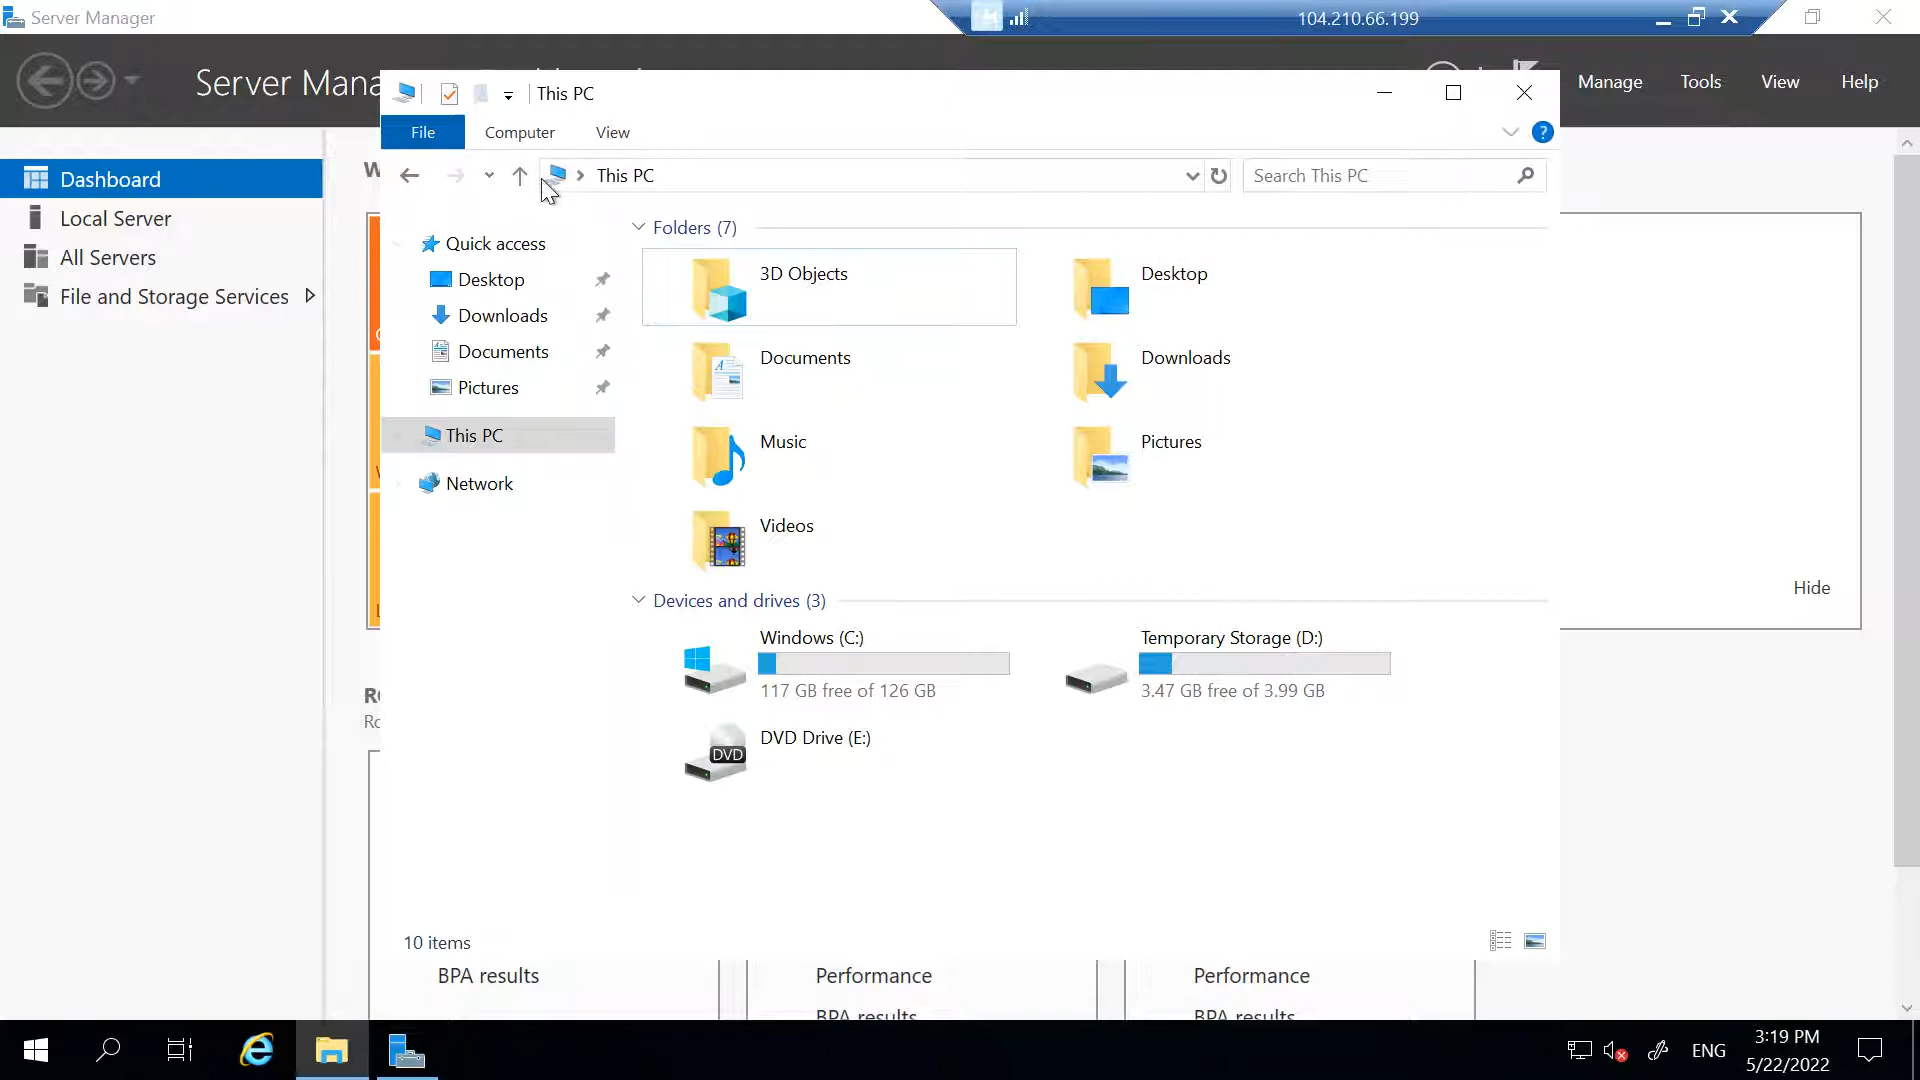 Server Manager
104.210.66.199
Server Mana
Manage Tools View Help
This PC
File Computer View
This PC
Search This PC
Dashboard
Local Server
All Servers
File and Storage Services
Quick access
Desktop
Downloads
Documents
Pictures
This PC
Network
Folders (7)
3D Objects
Desktop
Documents
Downloads
Music
Pictures
Videos
Devices and drives (3)
Windows (C:)
117 GB free of 126 GB
Temporary Storage (D:)
3.47 GB free of 3.99 GB
DVD
DVD Drive (E:)
Hide
10 items
BPA results
Performance
BPA results
Performance
BPA results
ENG
3:19 PM
5/22/2022